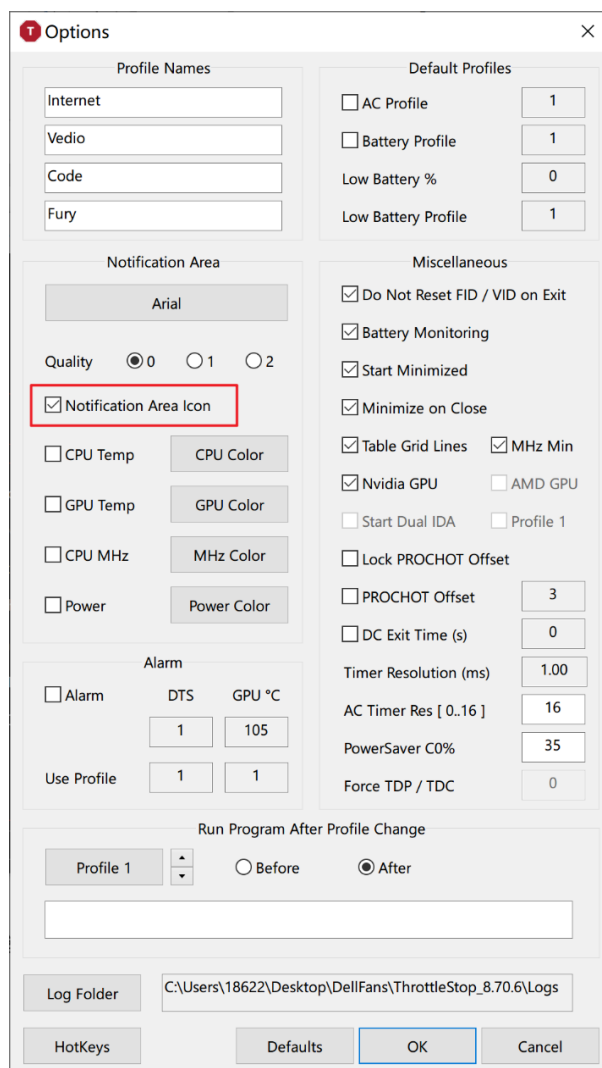 T Options
Profile Names
Internet
Vedio
Code
Fury
Default Profiles
AC Profile 1
Battery Profile 1
Low Battery % 0
Low Battery Profile 1
Notification Area
Arial
Quality 0 1 2
Notification Area Icon
CPU Temp CPU Color
GPU Temp GPU Color
CPU MHz MHz Color
Power Power Color
Miscellaneous
Do Not Reset FID / VID on Exit
Battery Monitoring
Start Minimized
Minimize on Close
Table Grid Lines MHz Min
Nvidia GPU AMD GPU
Start Dual IDA Profile 1
Lock PROCHOT Offset
PROCHOT Offset 3
DC Exit Time (s) 0
Timer Resolution (ms) 1.00
AC Timer Res [ 0..16 ] 16
PowerSaver C0% 35
Force TDP / TDC 0
Alarm
Alarm DTS GPU °C
1 105
Use Profile 1 1
Run Program After Profile Change
Profile 1 Before After
Log Folder C:\Users\18622\Desktop\DellFans\ThrottleStop_8.70.6\Logs
HotKeys Defaults OK Cancel